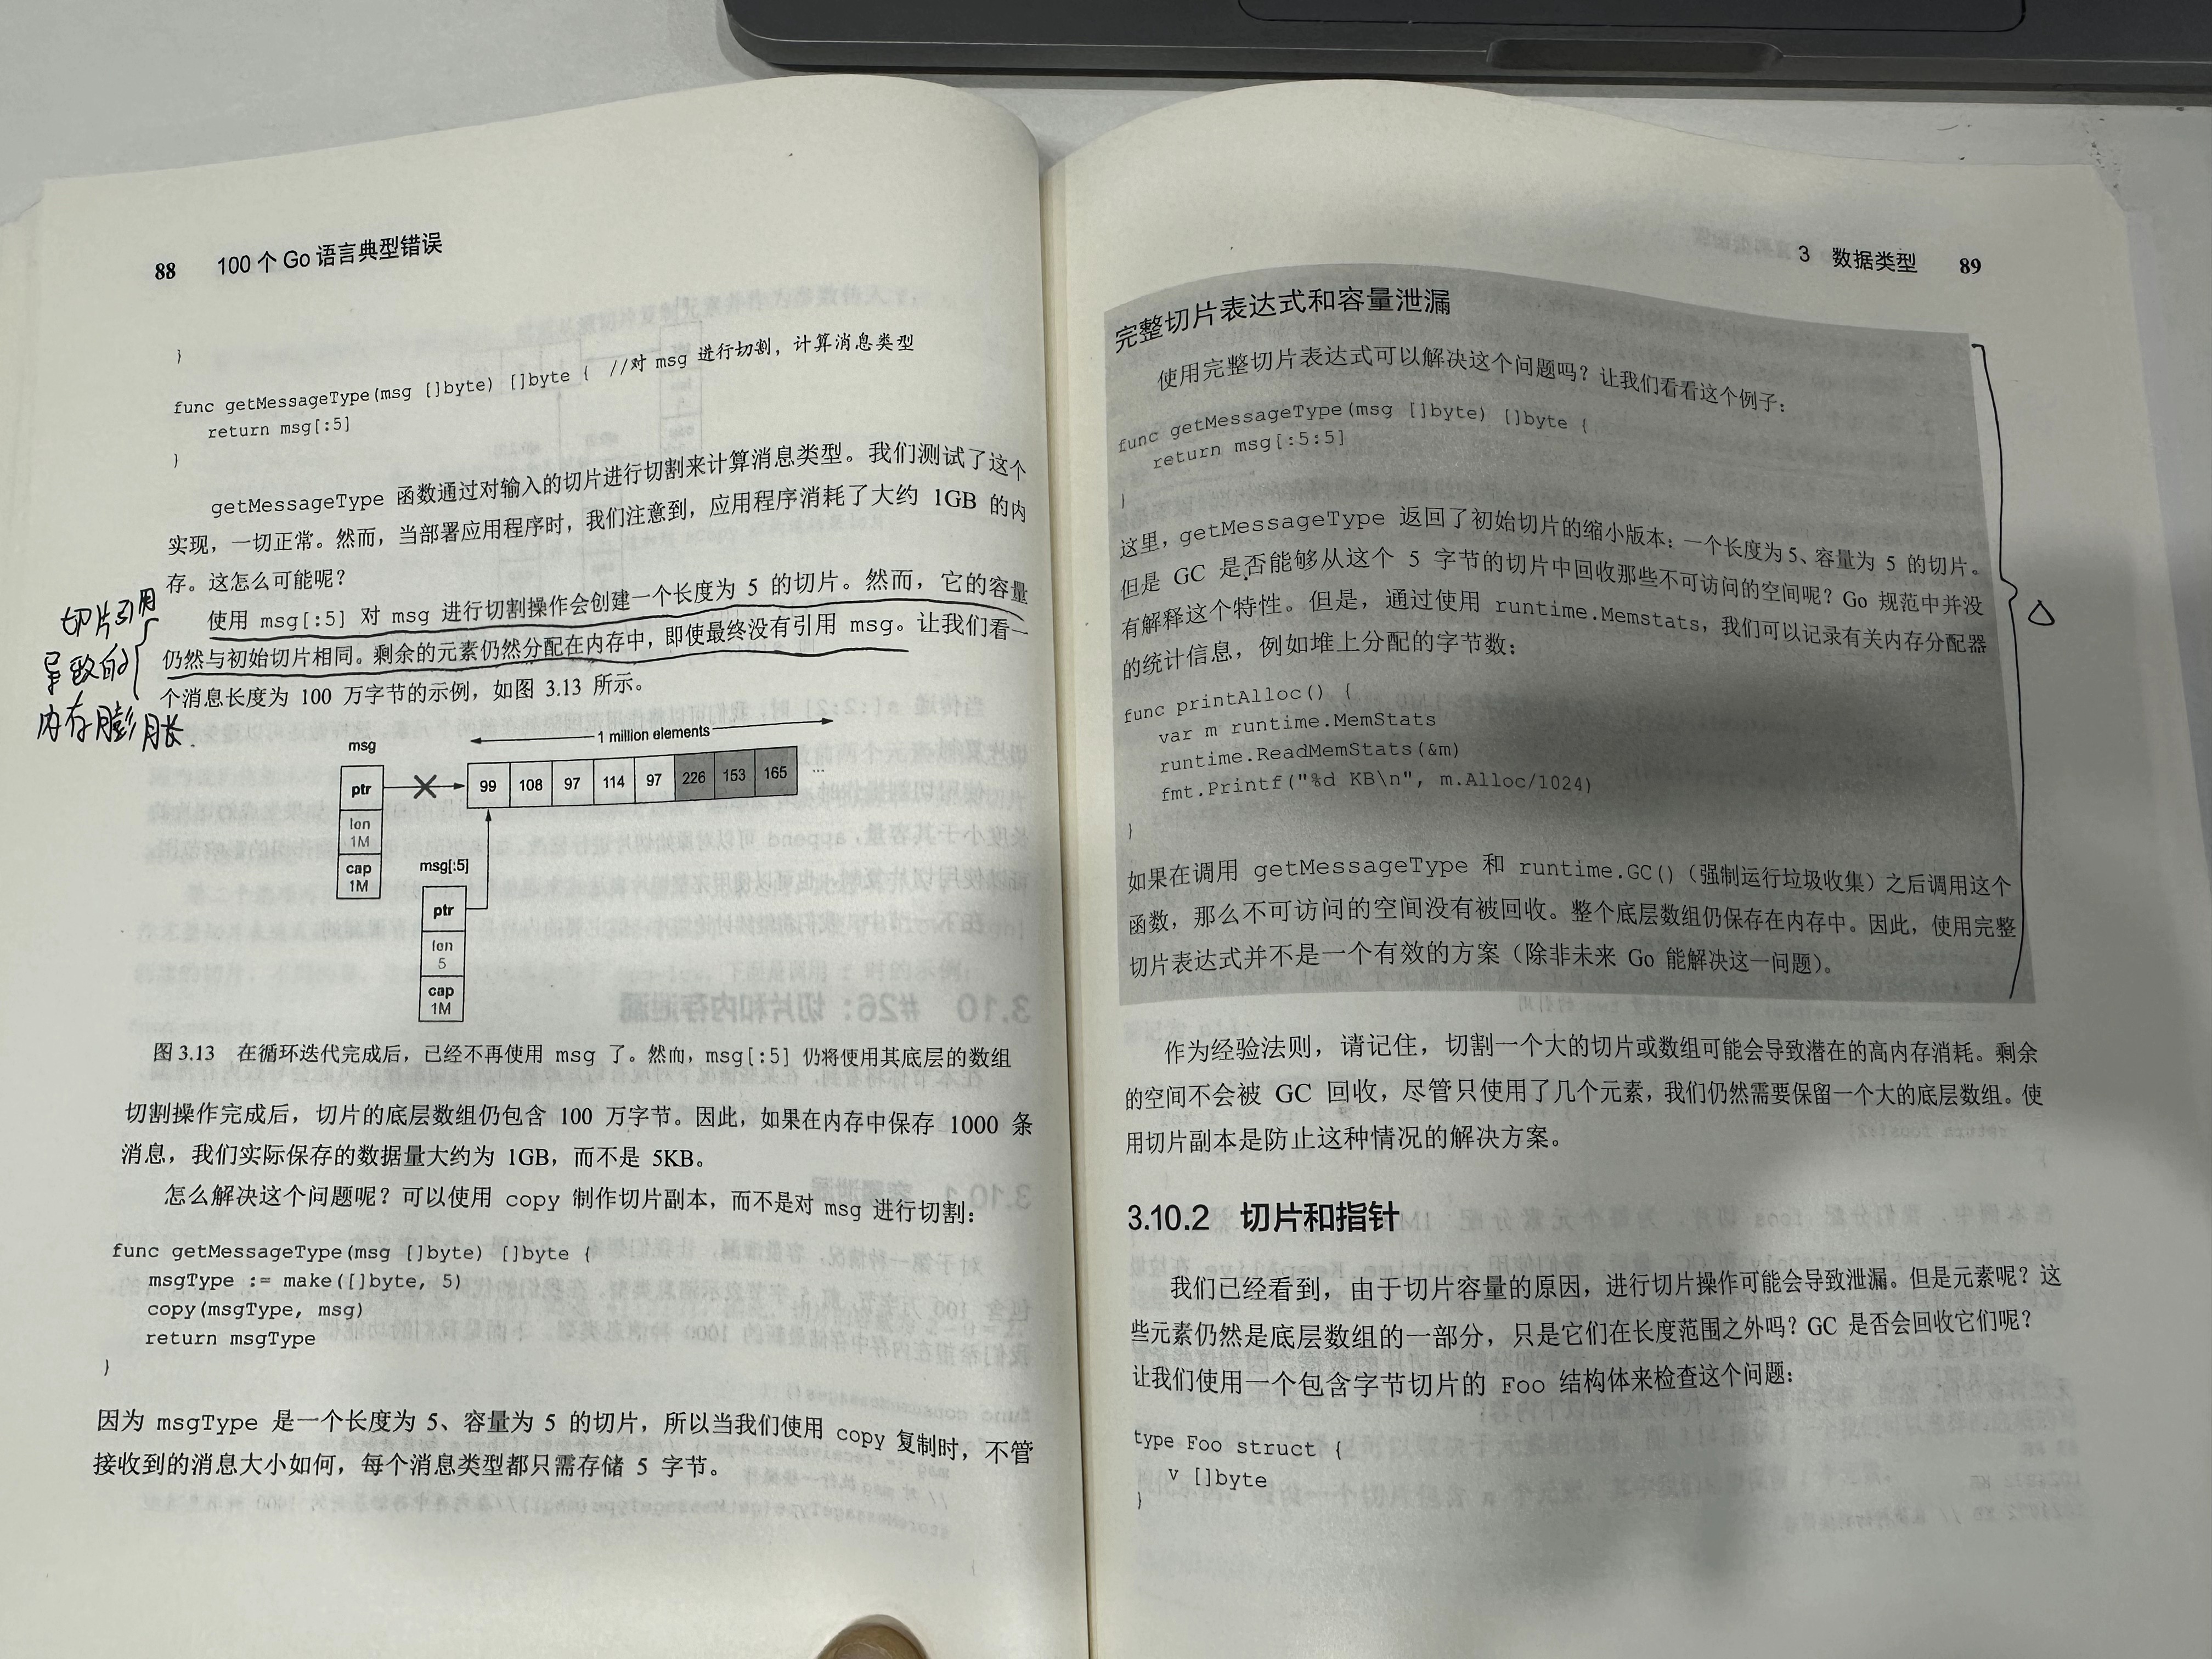 88 100 个 Go 语言典型错误
}
func getMessageType(msg []byte) []byte { //对 msg 进行切割，计算消息类型
return msg[:5]
}
getMessageType 函数通过对输入的切片进行切割来计算消息类型。我们测试了这个
实现，一切正常。然而，当部署应用程序时，我们注意到，应用程序消耗了大约 1GB 的内
存。这怎么可能呢？
使用 msg[:5] 对 msg 进行切割操作会创建一个长度为 5 的切片。然而，它的容量
仍然与初始切片相同。剩余的元素仍然分配在内存中，即使最终没有引用 msg。让我们看一
个消息长度为 100 万字节的示例，如图 3.13 所示。
切片引用
导致的
内存膨胀.
msg
1 million elements
ptr
99 108 97 114 97 226 153 165 ...
len
1M
cap
1M
msg[:5]
ptr
len
5
cap
1M
图 3.13 在循环迭代完成后，已经不再使用 msg 了。然而，msg[:5] 仍将使用其底层的数组
切割操作完成后，切片的底层数组仍包含 100 万字节。因此，如果在内存中保存 1000 条
消息，我们实际保存的数据量大约为 1GB，而不是 5KB。
怎么解决这个问题呢？可以使用 copy 制作切片副本，而不是对 msg 进行切割：
func getMessageType(msg []byte) []byte {
msgType := make([]byte, 5)
copy(msgType, msg)
return msgType
}
因为 msgType 是一个长度为 5、容量为 5 的切片，所以当我们使用 copy 复制时，不管
接收到的消息大小如何，每个消息类型都只需存储 5 字节。
3 数据类型 89
完整切片表达式和容量泄漏
使用完整切片表达式可以解决这个问题吗？让我们看看这个例子：
func getMessageType(msg []byte) []byte {
return msg[:5:5]
}
这里，getMessageType 返回了初始切片的缩小版本：一个长度为 5、容量为 5 的切片。
但是 GC 是否能够从这个 5 字节的切片中回收那些不可访问的空间呢？Go 规范中并没
有解释这个特性。但是，通过使用 runtime.Memstats，我们可以记录有关内存分配器
的统计信息，例如堆上分配的字节数：
func printAlloc() {
var m runtime.MemStats
runtime.ReadMemStats(&m)
fmt.Printf("%d KB\n", m.Alloc/1024)
}
如果在调用 getMessageType 和 runtime.GC()（强制运行垃圾收集）之后调用这个
函数，那么不可访问的空间没有被回收。整个底层数组仍保存在内存中。因此，使用完整
切片表达式并不是一个有效的方案（除非未来 Go 能解决这一问题）。
作为经验法则，请记住，切割一个大的切片或数组可能会导致潜在的高内存消耗。剩余
的空间不会被 GC 回收，尽管只使用了几个元素，我们仍然需要保留一个大的底层数组。使
用切片副本是防止这种情况的解决方案。
3.10.2 切片和指针
我们已经看到，由于切片容量的原因，进行切片操作可能会导致泄漏。但是元素呢？这
些元素仍然是底层数组的一部分，只是它们在长度范围之外吗？GC 是否会回收它们呢？
让我们使用一个包含字节切片的 Foo 结构体来检查这个问题：
type Foo struct {
v []byte
}